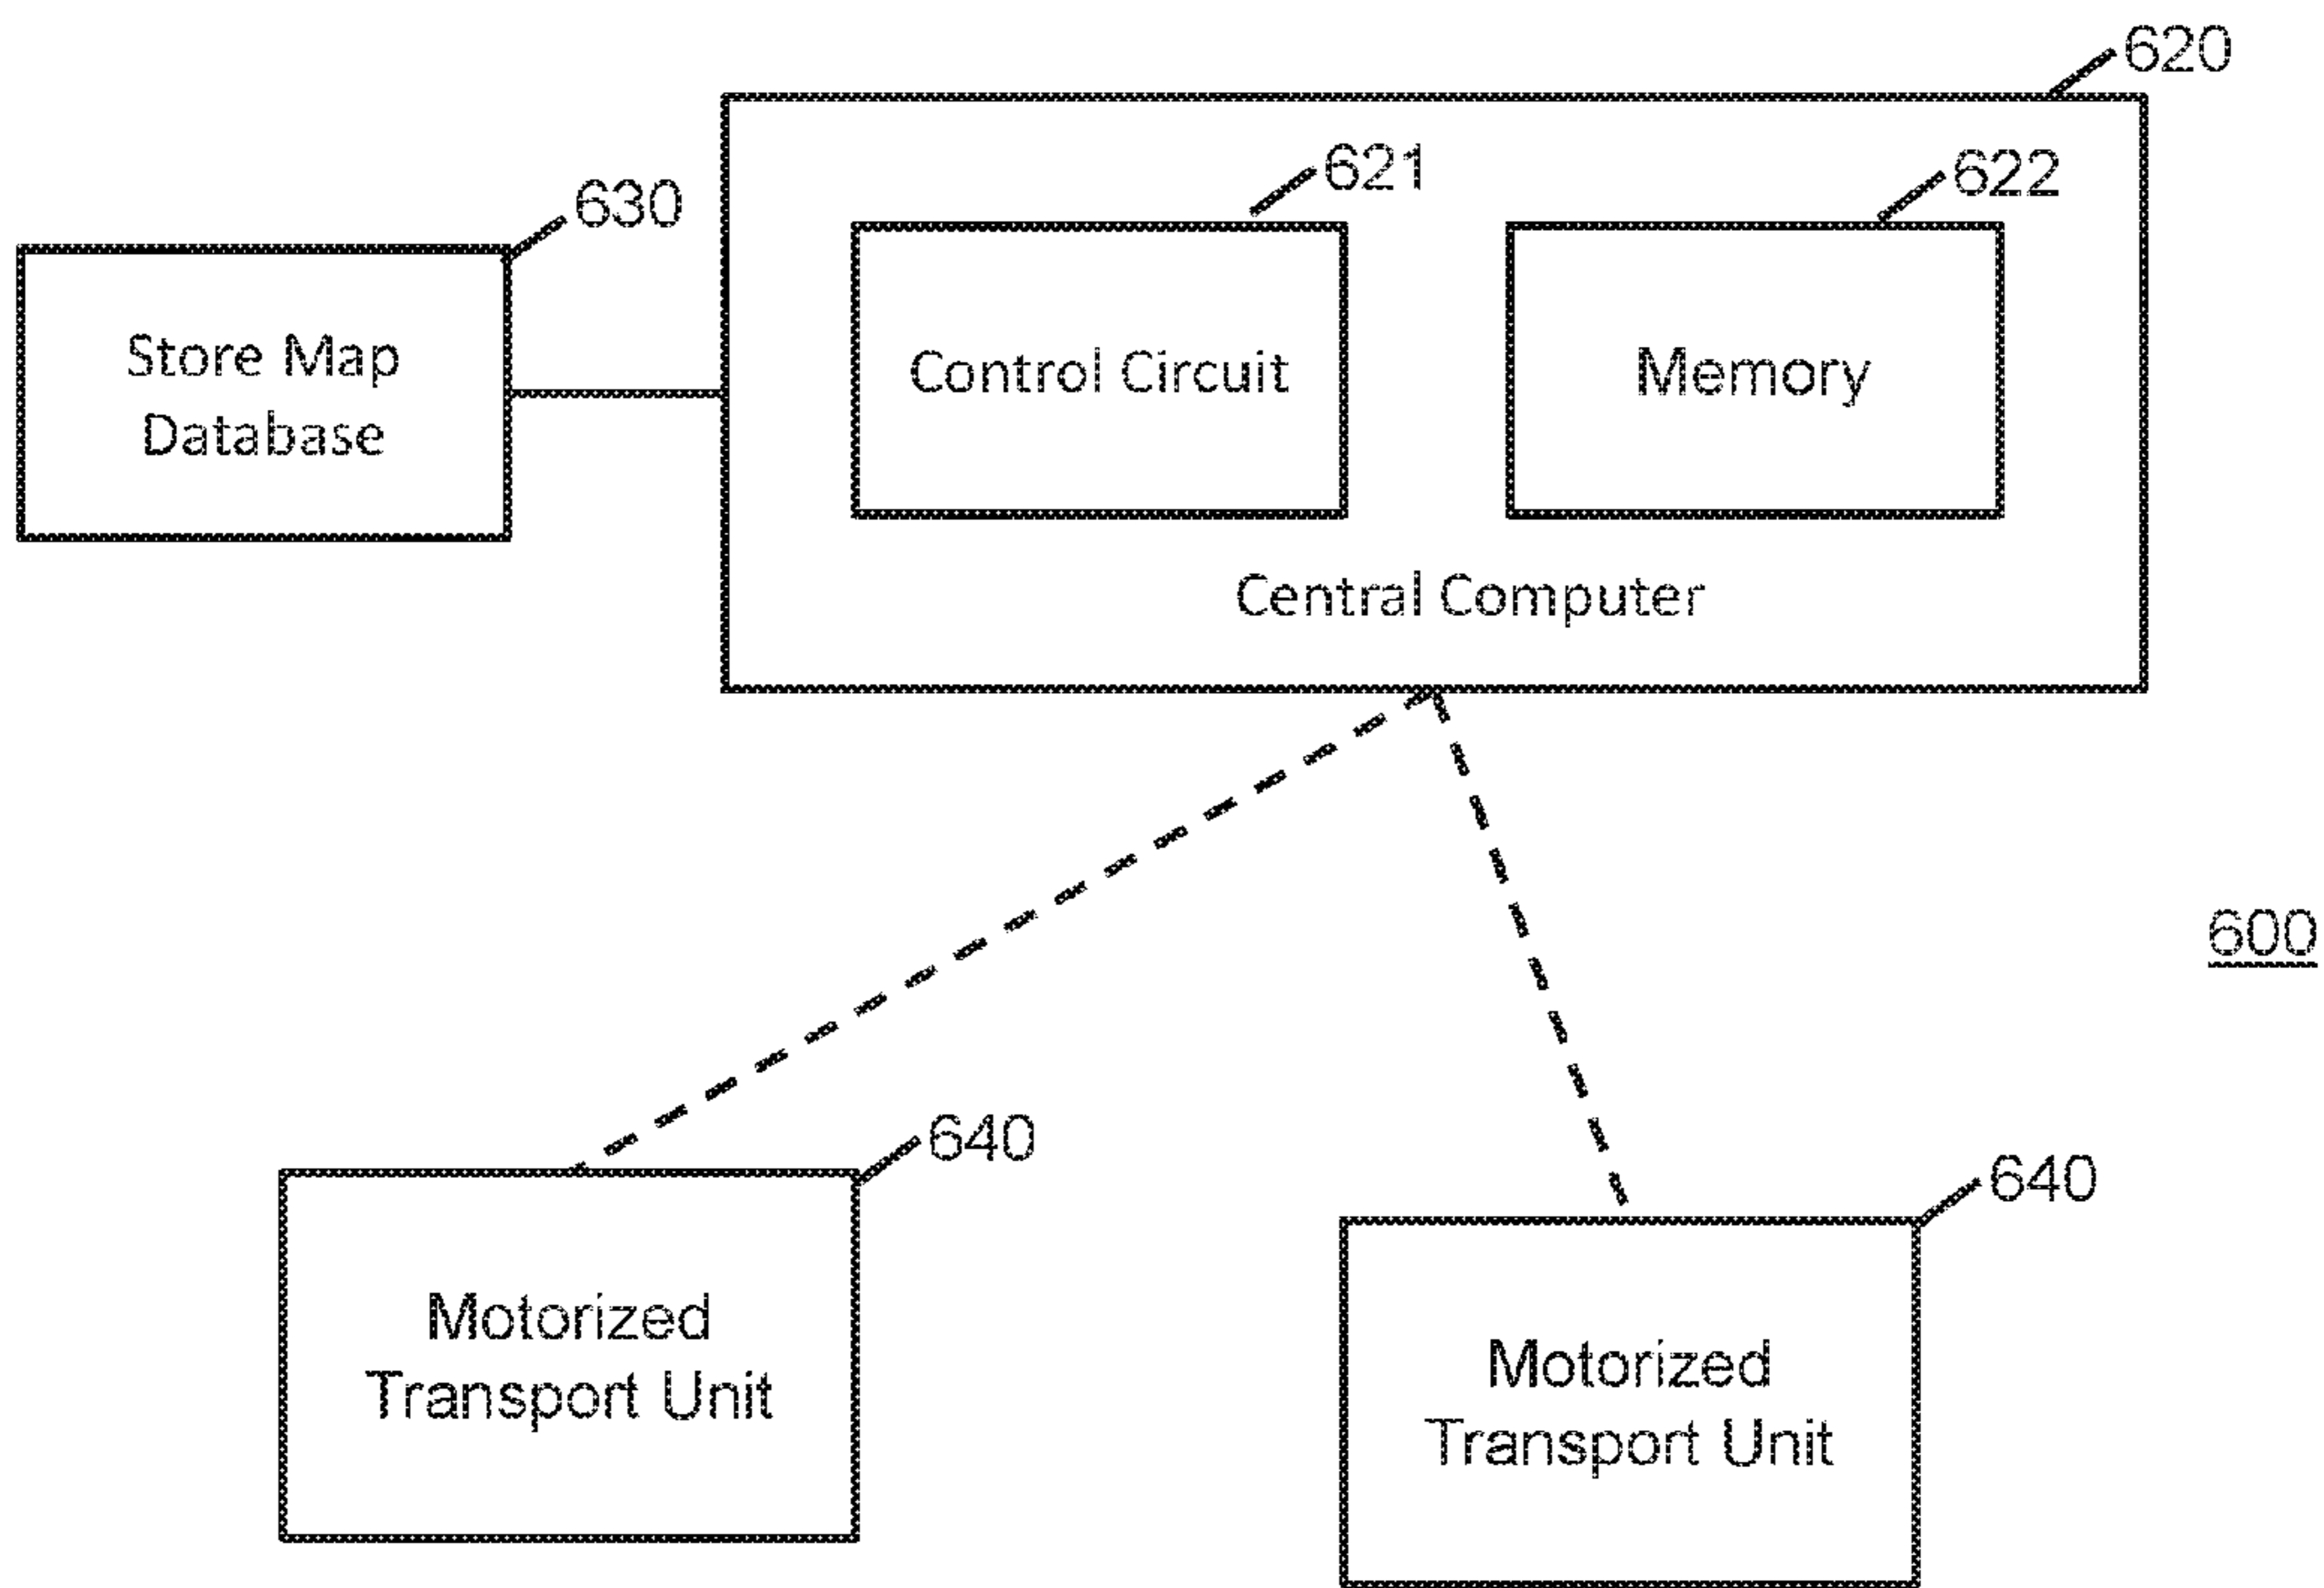 620
621
622
630
Store Map
Database
Control Circuit
Memory
Central Computer
600
640
640
Motorized
Transport Unit
Motorized
Transport Unit